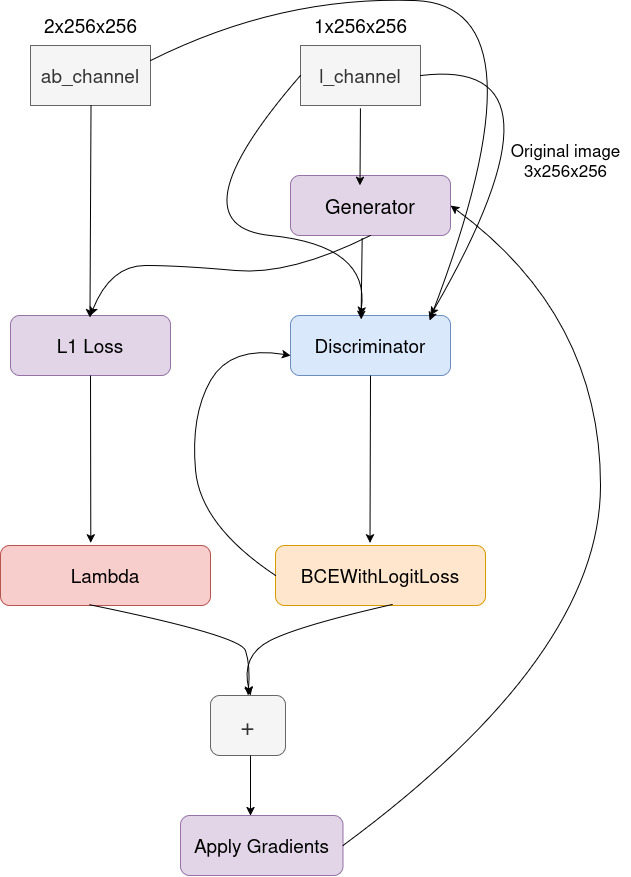 2x256x256
1x256x256
ab_channel
l_channel
Original image
3x256x256
Generator
L1 Loss
Discriminator
Lambda
BCEWithLogitLoss
+
Apply Gradients